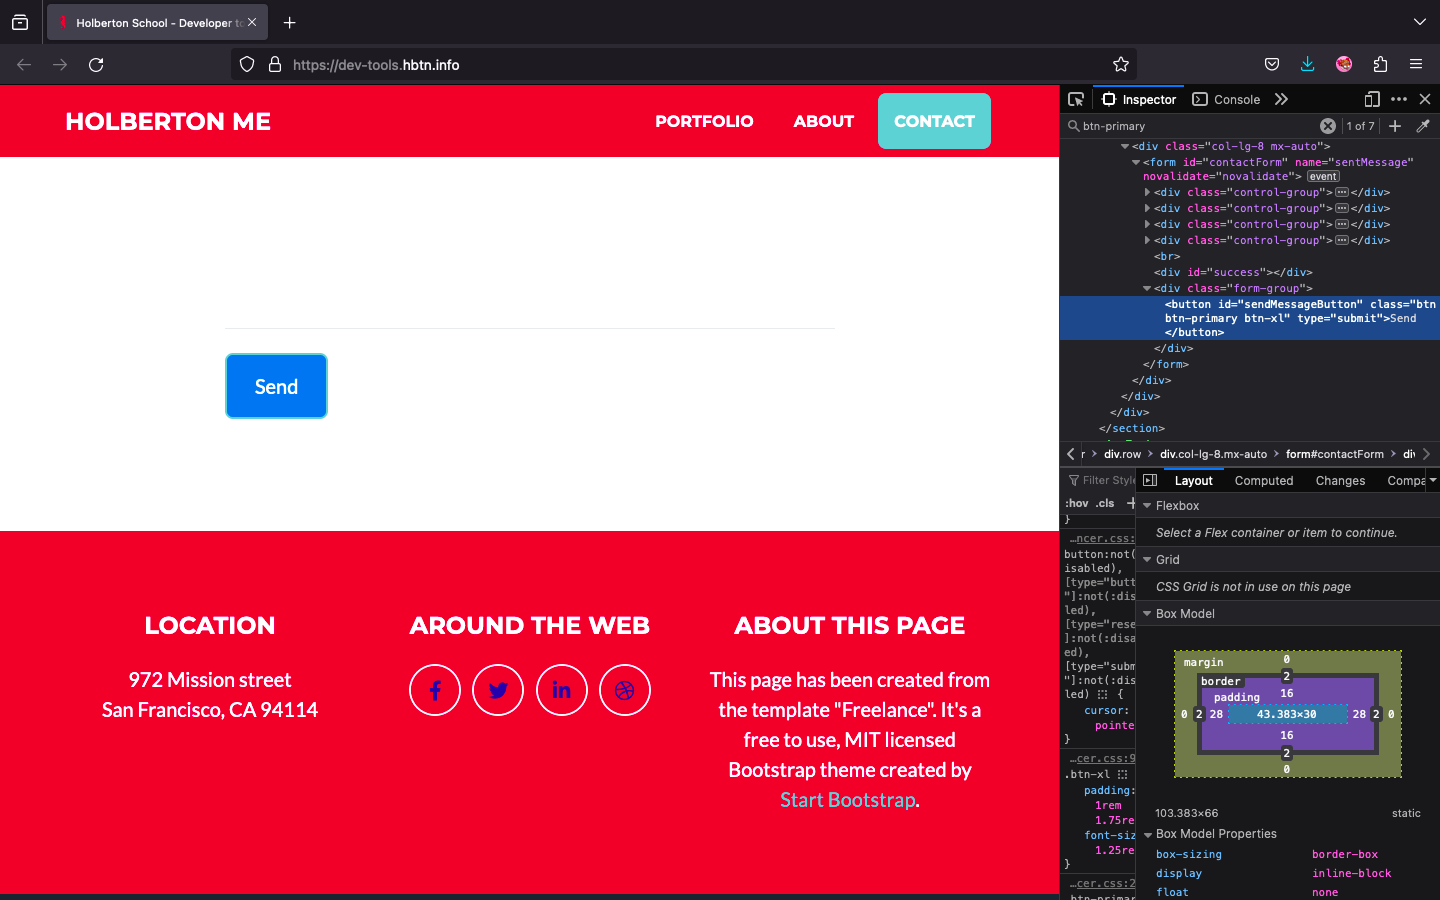 Holberton School - Developer to
https://dev-tools.hbtn.info
HOLBERTON ME
PORTFOLIO
ABOUT
CONTACT
Send
LOCATION
972 Mission street
San Francisco, CA 94114
AROUND THE WEB
ABOUT THIS PAGE
This page has been created from
the template "Freelance". It's a
free to use, MIT licensed
Bootstrap theme created by
Start Bootstrap.
Inspector
Console
btn-primary
1 of 7
<div class="col-lg-8 mx-auto">
<form id="contactForm" name="sentMessage"
novalidate="novalidate"> event
<div class="control-group"></div>
<div class="control-group"></div>
<div class="control-group"></div>
<div class="control-group"></div>
<br>
<div id="success"></div>
<div class="form-group">
<button id="sendMessageButton" class="btn
btn-primary btn-xl" type="submit">Send
</button>
</div>
</form>
</div>
</div>
</div>
</section>
r > div.row > div.col-lg-8.mx-auto > form#contactForm > div
Filter Style
:hov .cls +
}
…ncer.css:
button:not(
isabled),
[type="butt
"]:not(:dis
led),
[type="rese
]:not(:disa
ed),
[type="subm
"]:not(:dis
led) {
cursor:
pointe
}
…cer.css:9
.btn-xl
padding:
1rem
1.75re
font-siz
1.25re
}
…cer.css:2
.btn-prima
Layout
Computed
Changes
Compa
Flexbox
Select a Flex container or item to continue.
Grid
CSS Grid is not in use on this page
Box Model
margin
0
border
2
padding
16
0 2 28 43.383×30 28 2 0
16
2
0
103.383×66
static
Box Model Properties
box-sizing border-box
display inline-block
float none